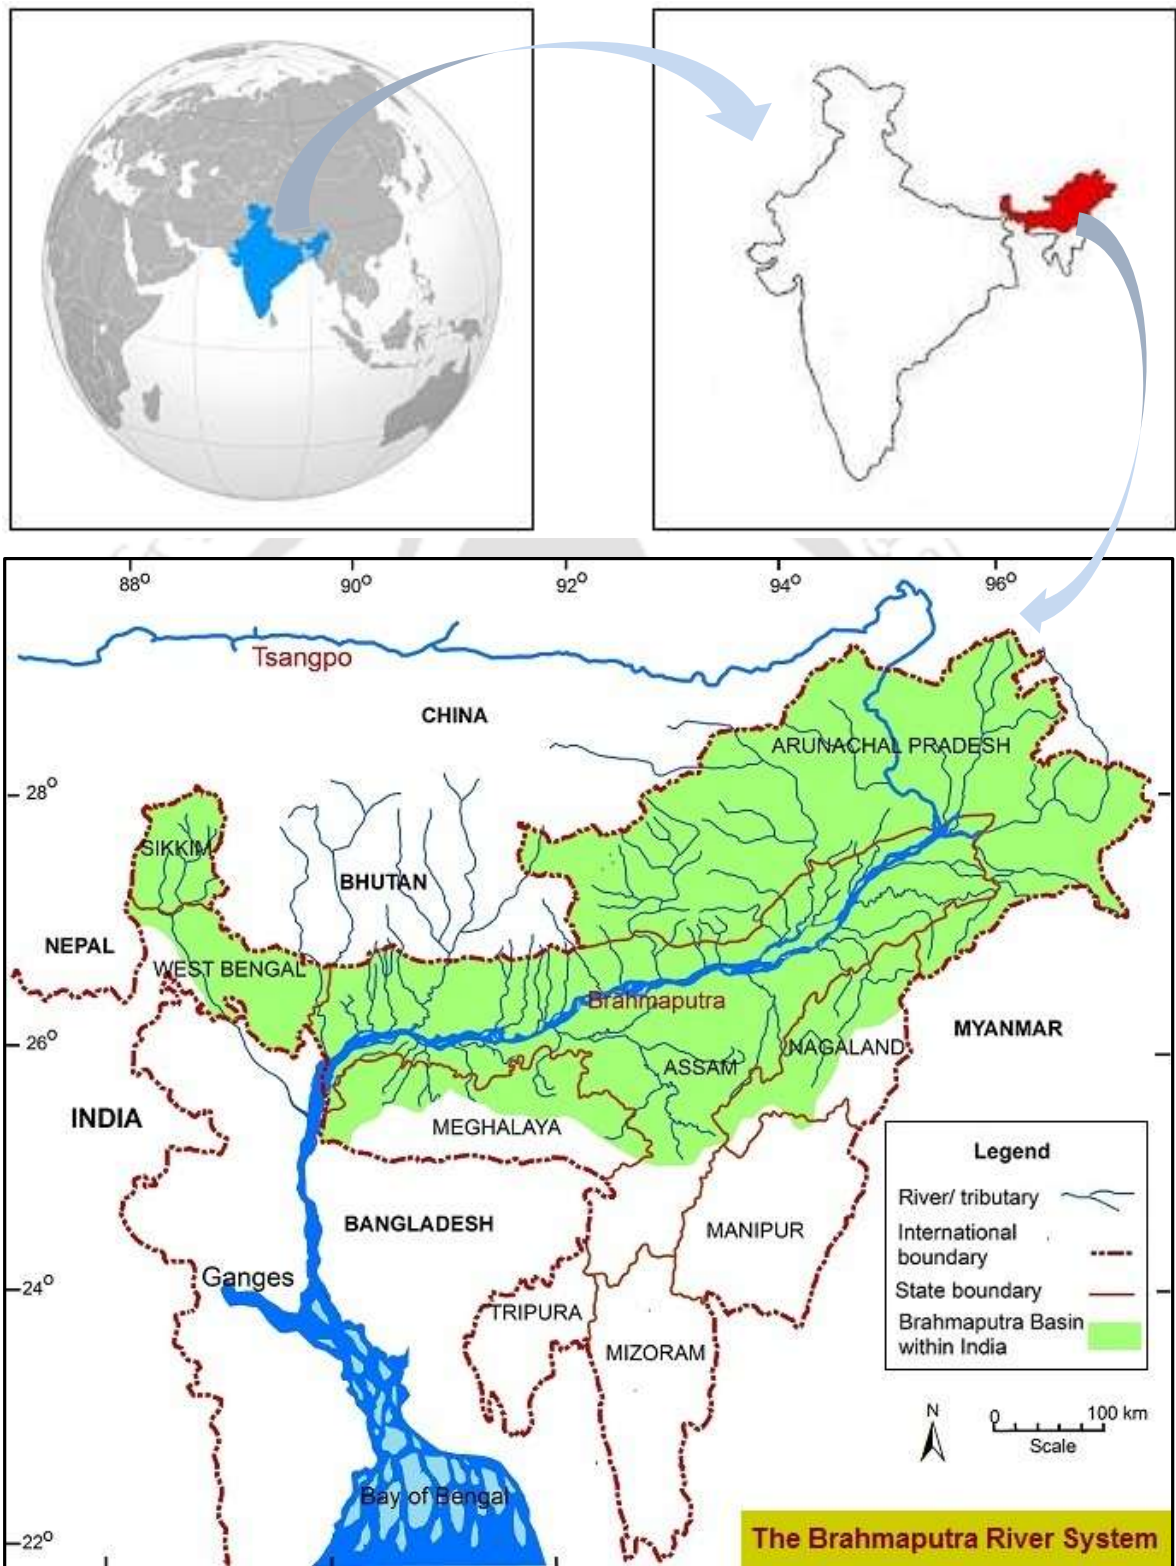 88°
90°
92°
94°
96°
Tsangpo
CHINA
ARUNACHAL PRADESH
28°
SIKKIM
BHUTAN
NEPAL
WEST BENGAL
Brahmaputra
MYANMAR
26°
NAGALAND
ASSAM
INDIA
MEGHALAYA
Legend
River/ tributary
BANGLADESH
MANIPUR
International
boundary
Ganges
24°
State boundary
TRIPURA
Brahmaputra Basin
within India
MIZORAM
N
0
100 km
Scale
Bay of Bengal
22°
The Brahmaputra River System